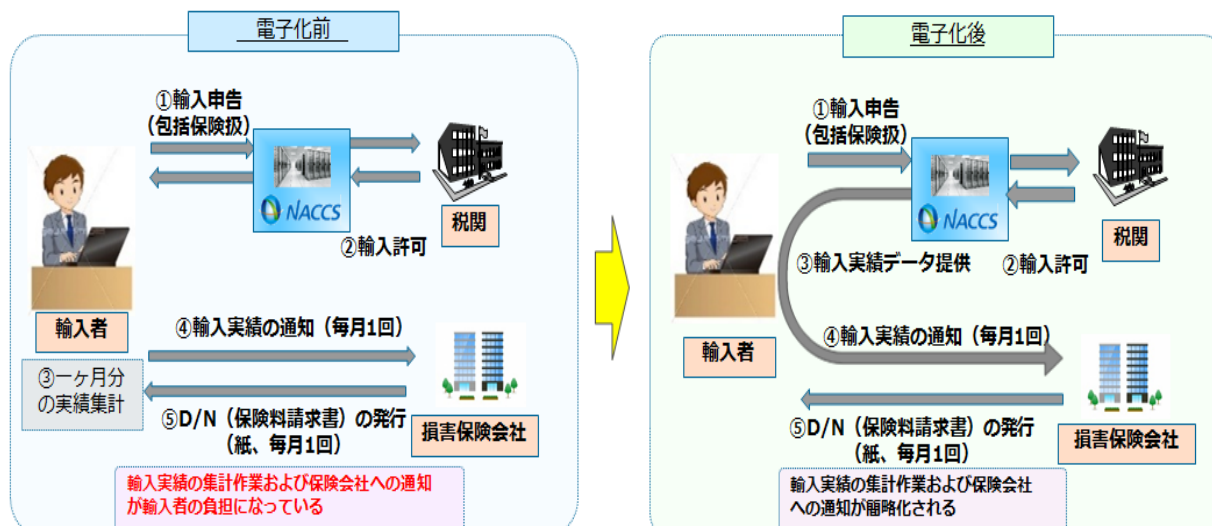 電子化前
①輸入申告
（包括保険扱）
NACCS
税関
②輸入許可
輸入者
③一ヶ月分
の実績集計
④輸入実績の通知（毎月1回）
⑤D/N（保険料請求書）の発行
（紙、毎月1回）
損害保険会社
輸入実績の集計作業および保険会社への通知
が輸入者の負担になっている
電子化後
①輸入申告
（包括保険扱）
NACCS
税関
③輸入実績データ提供
②輸入許可
輸入者
④輸入実績の通知（毎月1回）
⑤D/N（保険料請求書）の発行
（紙、毎月1回）
損害保険会社
輸入実績の集計作業および保険会社
への通知が簡略化される